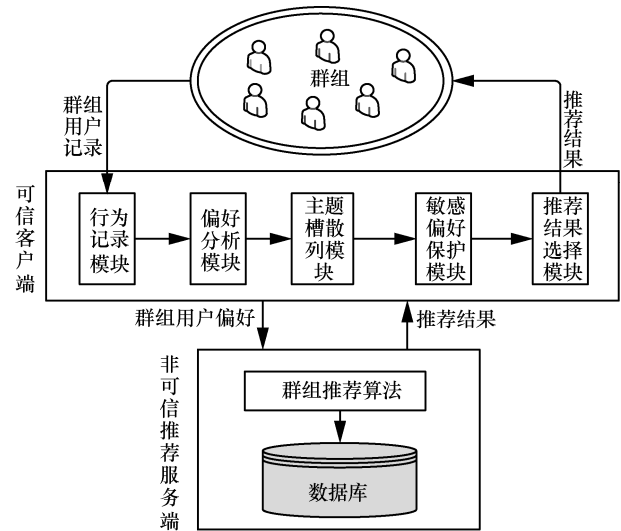 群组
群组
用户
记录
推荐结果
可信客户端
行为
记录
模块
偏好
分析
模块
主题
槽散
列模
块
敏感
偏好
保护
模块
推荐
结果
选择
模块
群组用户偏好
推荐结果
非可信推荐服务端
群组推荐算法
数据库